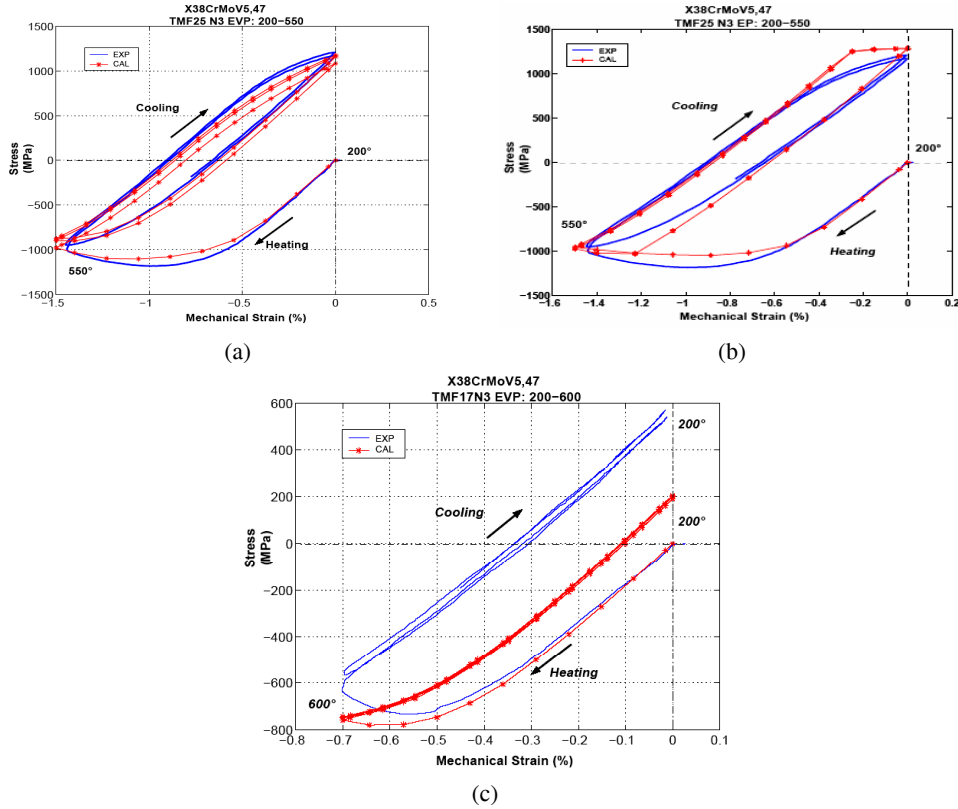 X38CrMoV5,47
TMF25 N3 EVP: 200−550
1500
1000
500
0
−500
−1000
−1500
Stress
(MPa)
EXP
CAL
Cooling
200°
Heating
550°
−1.5
−1
−0.5
0
0.5
Mechanical Strain (%)
(a)
X38CrMoV5,47
TMF25 N3 EP: 200−550
1500
1000
500
0
−500
−1000
−1500
Stress
(MPa)
EXP
CAL
Cooling
200°
Heating
550°
−1.6
−1.4
−1.2
−1
−0.8
−0.6
−0.4
−0.2
0
0.2
Mechanical Strain (%)
(b)
X38CrMoV5,47
TMF17N3 EVP: 200−600
600
400
200
0
−200
−400
−600
−800
Stress
(MPa)
EXP
CAL
200°
Cooling
200°
Heating
600°
−0.8
−0.7
−0.6
−0.5
−0.4
−0.3
−0.2
−0.1
0
0.1
Mechanical Strain (%)
(c)